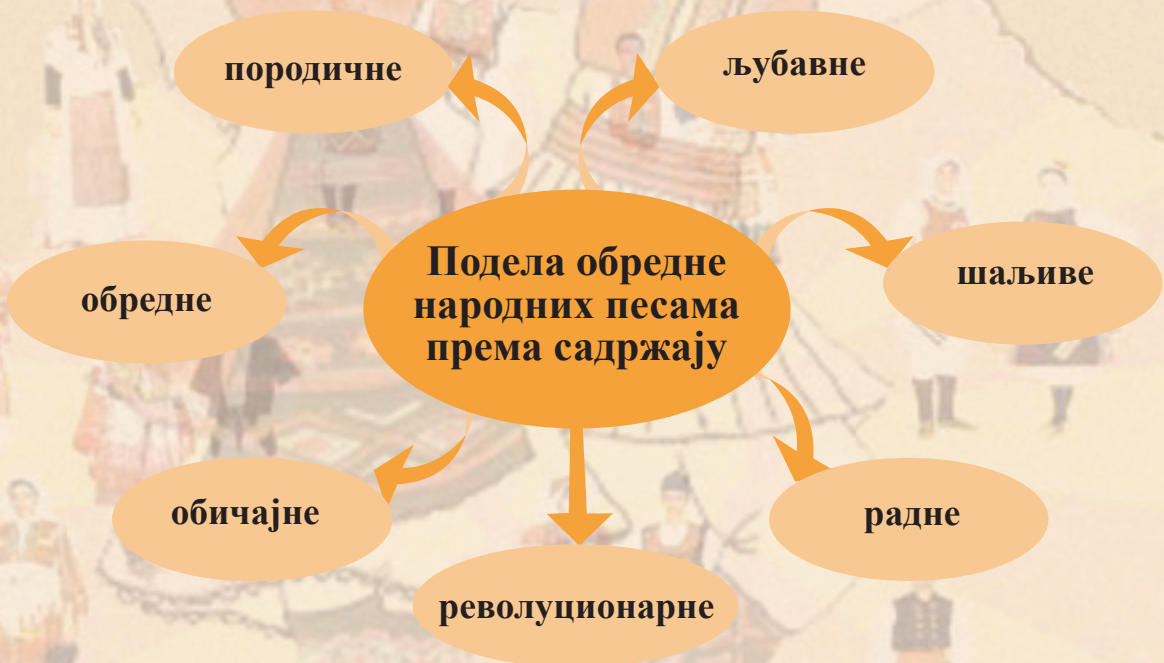 породичне
љубавне
обредне
Подела обредне
народних песама
према садржају
шаљиве
обичајне
радне
револуционарне